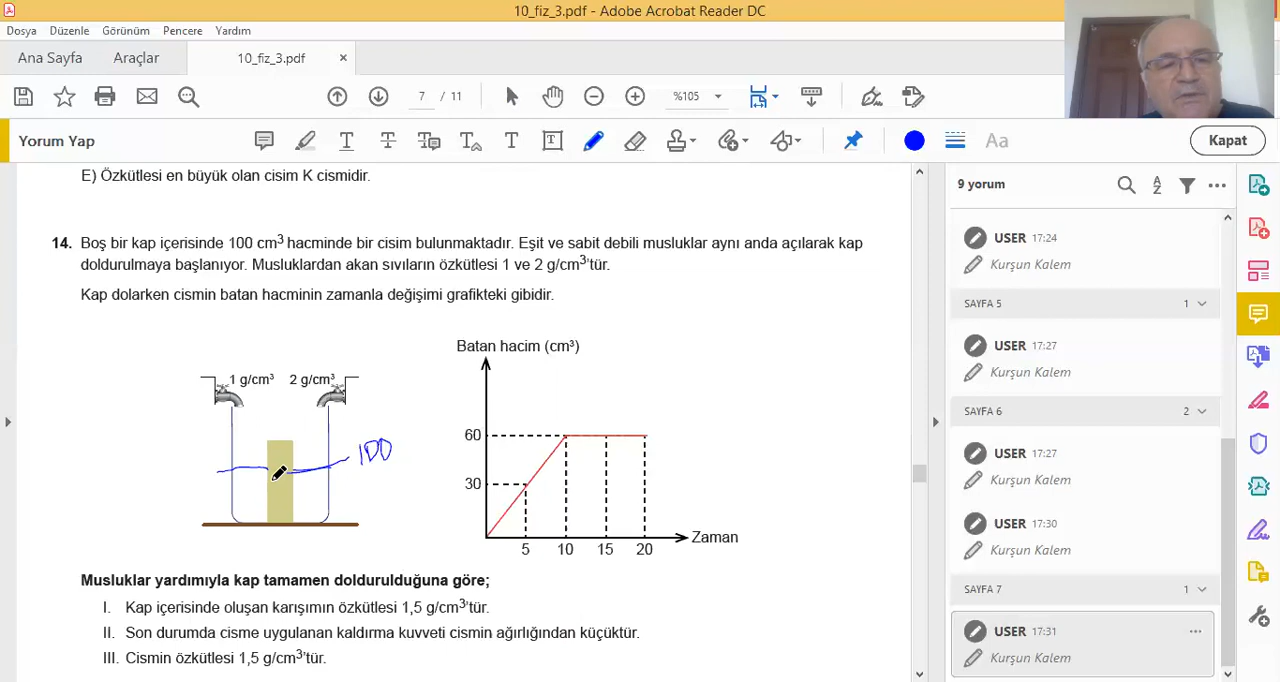 10_fiz_3.pdf - Adobe Acrobat Reader DC
Dosya Düzenle Görünüm Pencere Yardım
Ana Sayfa Araçlar 10_fiz_3.pdf ×
7 / 11 %105
Yorum Yap Kapat
E) Özkütlesi en büyük olan cisim K cismidir.
14. Boş bir kap içerisinde 100 cm³ hacminde bir cisim bulunmaktadır. Eşit ve sabit debili musluklar aynı anda açılarak kap
doldurulmaya başlanıyor. Musluklardan akan sıvıların özkütlesi 1 ve 2 g/cm³'tür.
Kap dolarken cismin batan hacminin zamanla değişimi grafikteki gibidir.
1 g/cm³ 2 g/cm³
100
Batan hacim (cm³)
60
30
5 10 15 20
Zaman
Musluklar yardımıyla kap tamamen doldurulduğuna göre;
I. Kap içerisinde oluşan karışımın özkütlesi 1,5 g/cm³'tür.
II. Son durumda cisme uygulanan kaldırma kuvveti cismin ağırlığından küçüktür.
III. Cismin özkütlesi 1,5 g/cm³'tür.
9 yorum
USER 17:24
Kurşun Kalem
SAYFA 5 1
USER 17:27
Kurşun Kalem
SAYFA 6 2
USER 17:27
Kurşun Kalem
USER 17:30
Kurşun Kalem
SAYFA 7 1
USER 17:31
Kurşun Kalem